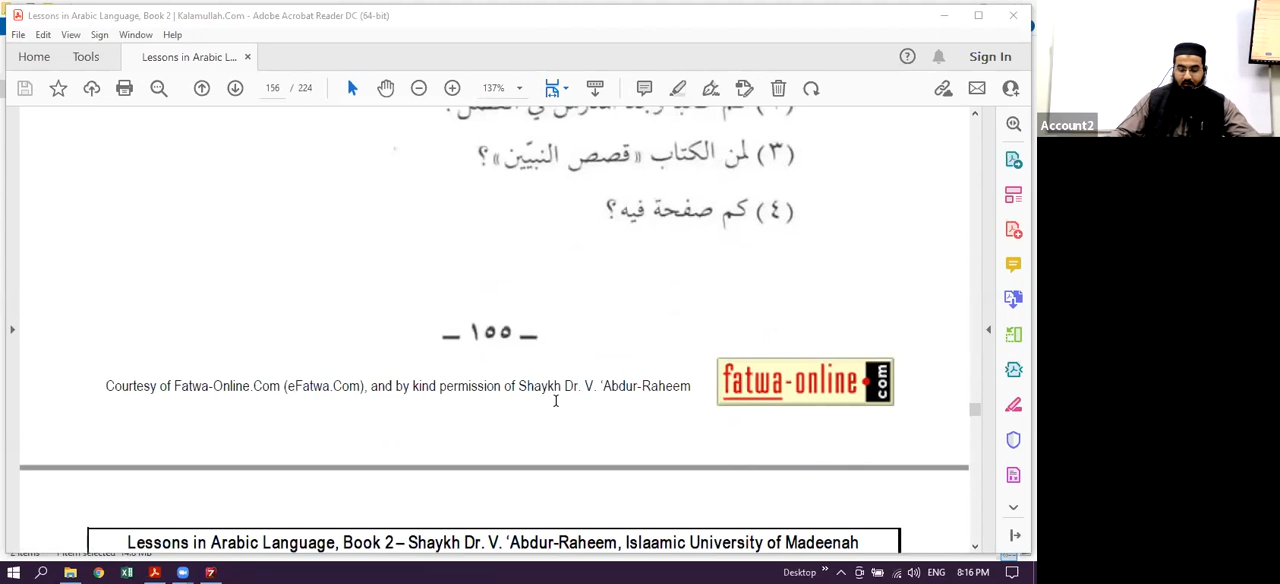 Lessons in Arabic Language, Book 2 | Kalamullah.Com - Adobe Acrobat Reader DC (64-bit)
File Edit View Sign Window Help
Home Tools Lessons in Arabic L... × Sign In
156 / 224 137%
Account2
(٣) لمن الكتاب «قصص النبيّين»؟
(٤) كم صفحة فيه؟
– ١٥٥ –
Courtesy of Fatwa-Online.Com (eFatwa.Com), and by kind permission of Shaykh Dr. V. ‘Abdur-Raheem
fatwa-online.com
Lessons in Arabic Language, Book 2 – Shaykh Dr. V. ‘Abdur-Raheem, Islaamic University of Madeenah
Desktop » ENG 8:16 PM